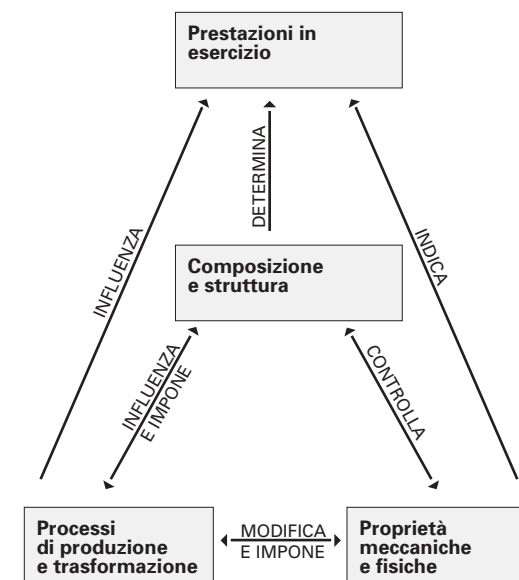 Prestazioni in
esercizio
DETERMINA
INFLUENZA
INDICA
Composizione
e struttura
INFLUENZA
E IMPONE
CONTROLLA
Processi
di produzione
e trasformazione
MODIFICA
E IMPONE
Proprietà
meccaniche
e fisiche